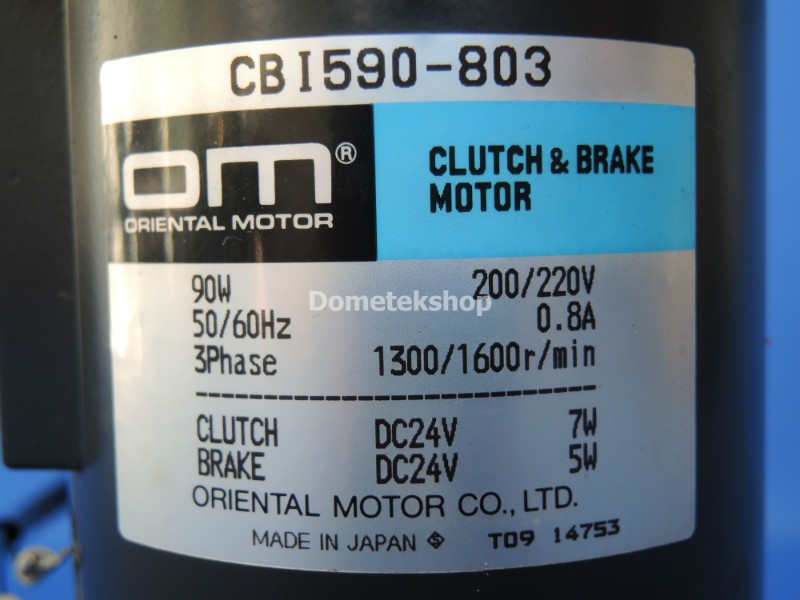 CBI590-803
OM®
ORIENTAL MOTOR
CLUTCH & BRAKE
MOTOR
90W 200/220V
Dometekshop
50/60Hz 0.8A
3Phase 1300/1600r/min
CLUTCH DC24V 7W
BRAKE DC24V 5W
ORIENTAL MOTOR CO., LTD.
MADE IN JAPAN S T09 14753